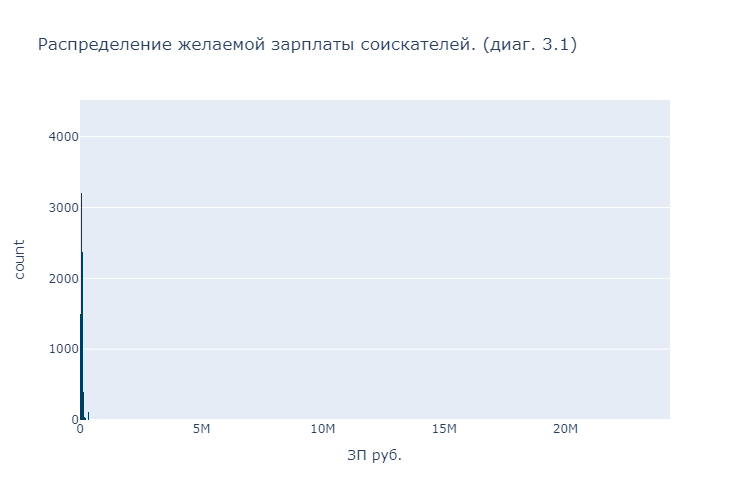 Распределение желаемой зарплаты соискателей. (диаг. 3.1)
4000
3000
2000
1000
0
count
0 5M 10M 15M 20M
ЗП руб.